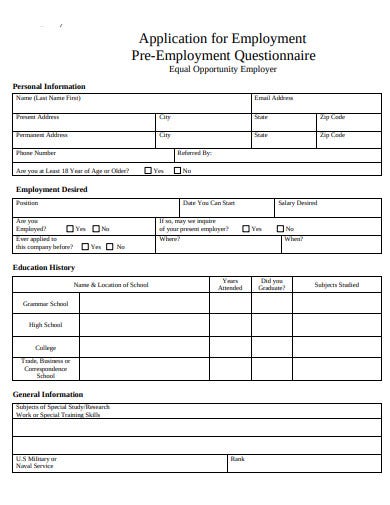 Application for Employment
Pre-Employment Questionnaire
Equal Opportunity Employer
Personal Information
Name (Last Name First) Email Address
Present Address City State Zip Code
Permanent Address City State Zip Code
Phone Number Referred By:
Are you at Least 18 Year of Age or Older? Yes No
Employment Desired
Position Date You Can Start Salary Desired
Are you
Employed? Yes No
If so, may we inquire
of your present employer? Yes No
Ever applied to
this company before? Yes No
Where? When?
Education History
Name & Location of School
Years
Attended
Did you
Graduate?
Subjects Studied
Grammar School
High School
College
Trade, Business or
Correspondence
School
General Information
Subjects of Special Study/Research
Work or Special Training Skills
U.S Military or
Naval Service
Rank